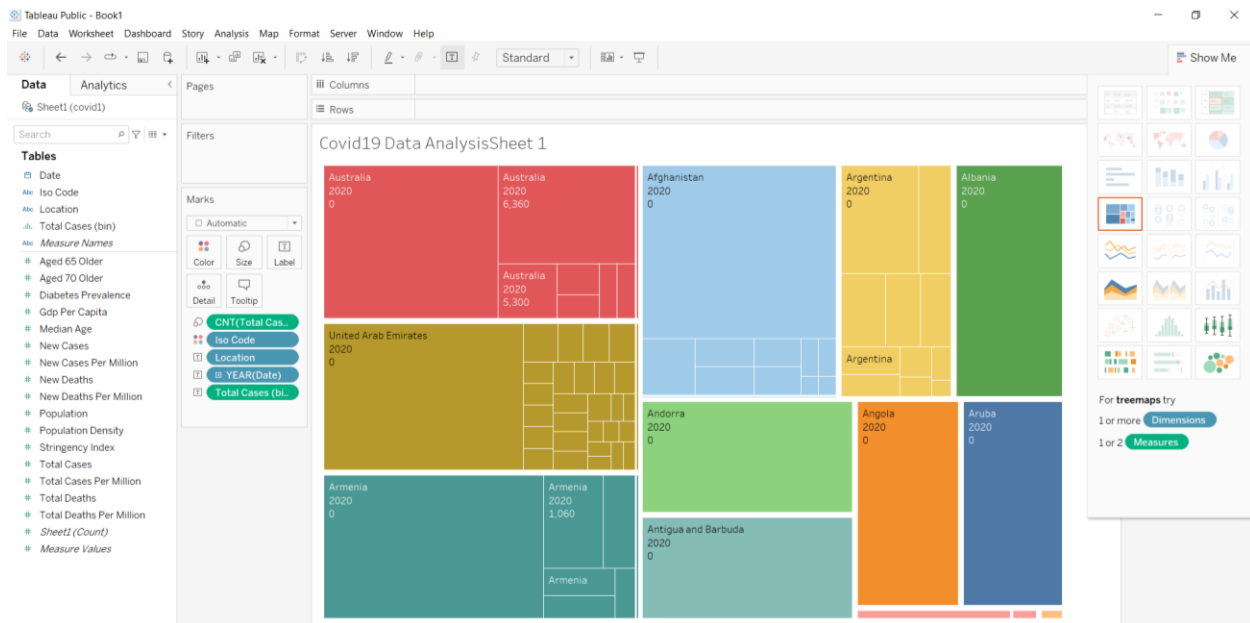 Tableau Public - Book1
File Data Worksheet Dashboard Story Analysis Map Format Server Window Help
Standard
Show Me
Data Analytics
Sheet1 (covid1)
Search
Tables
Date
Abc Iso Code
Abc Location
Total Cases (bin)
Abc Measure Names
# Aged 65 Older
# Aged 70 Older
# Diabetes Prevalence
# Gdp Per Capita
# Median Age
# New Cases
# New Cases Per Million
# New Deaths
# New Deaths Per Million
# Population
# Population Density
# Stringency Index
# Total Cases
# Total Cases Per Million
# Total Deaths
# Total Deaths Per Million
# Sheet1 (Count)
# Measure Values
Pages
Filters
Marks
Automatic
Color Size Label
Detail Tooltip
CNT(Total Cas..
Iso Code
Location
YEAR(Date)
Total Cases (bi..
Columns
Rows
Covid19 Data AnalysisSheet 1
Australia
2020
0
Australia
2020
6,360
Australia
2020
5,300
United Arab Emirates
2020
0
Armenia
2020
0
Armenia
2020
1,060
Armenia
Afghanistan
2020
0
Argentina
2020
0
Argentina
Albania
2020
0
Andorra
2020
0
Antigua and Barbuda
2020
0
Angola
2020
0
Aruba
2020
0
For treemaps try
1 or more Dimensions
1 or 2 Measures